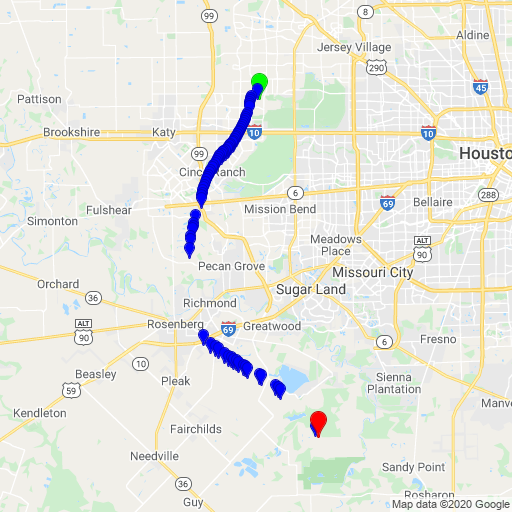 99
8
Aldine
Jersey Village
290
45
Pattison
Brookshire
Katy
10
10
99
Cinco Ranch
Houston
288
6
69
Bellaire
Fulshear
Mission Bend
Simonton
Meadows
Place
ALT
90
Pecan Grove
Missouri City
Orchard
Sugar Land
36
Richmond
ALT
90
Rosenberg
69
Greatwood
6
Fresno
10
Beasley
59
Pleak
Sienna
Plantation
Manvel
Kendleton
Fairchilds
Needville
36
Sandy Point
Guy
Rosharon
Map data ©2020 Google